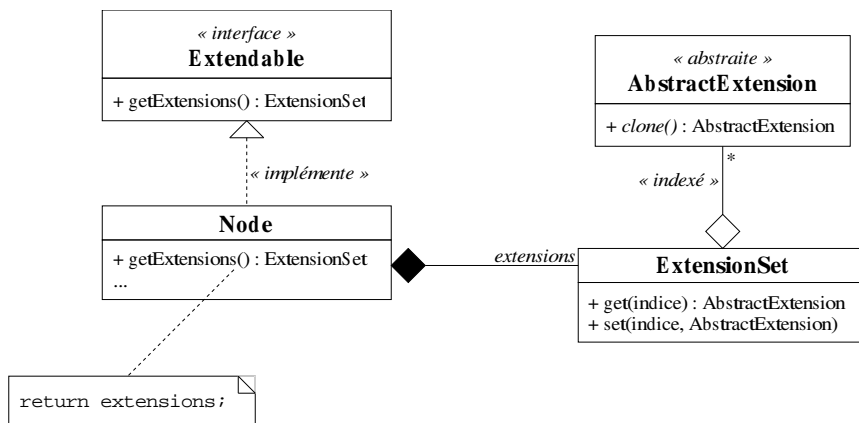 « interface »
Extendable
+ getExtensions() : ExtensionSet
« implémente »
Node
+ getExtensions() : ExtensionSet
...
return extensions;
extensions
« abstraite »
AbstractExtension
+ clone() : AbstractExtension
*
« indexé »
ExtensionSet
+ get(indice) : AbstractExtension
+ set(indice, AbstractExtension)